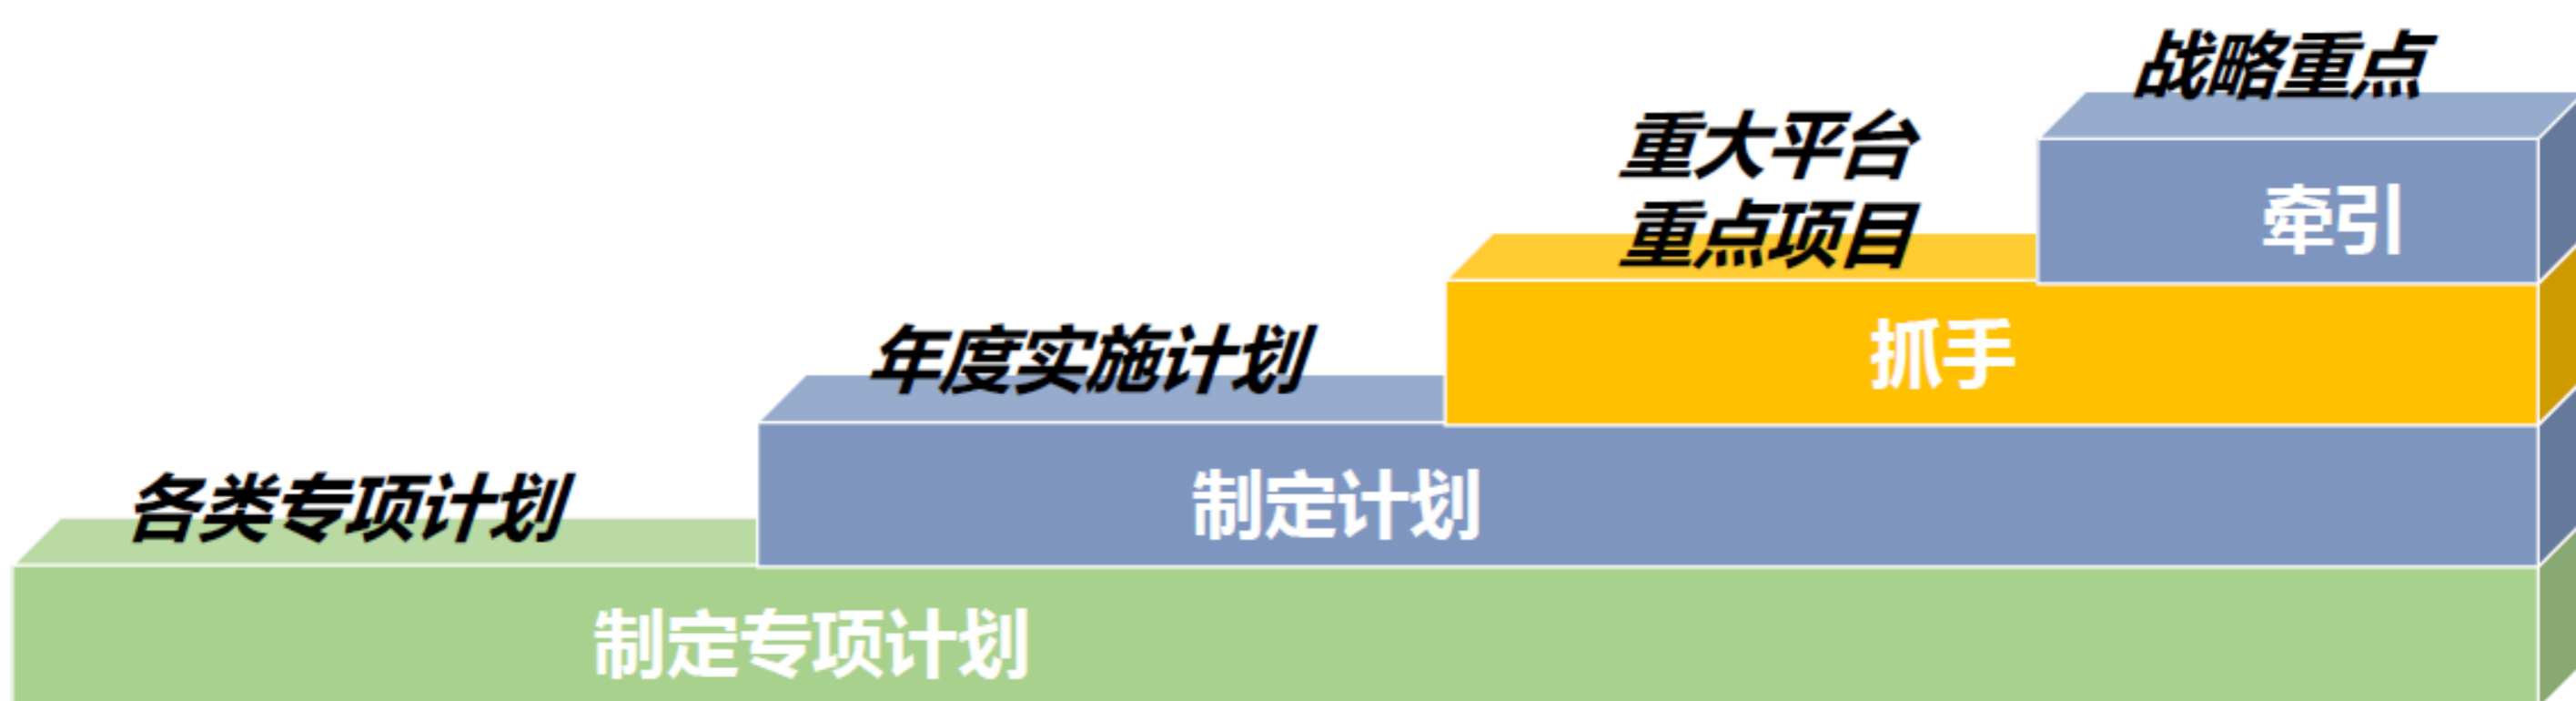 战略重点
牵引
重大平台
重点项目
抓手
年度实施计划
制定计划
各类专项计划
制定专项计划